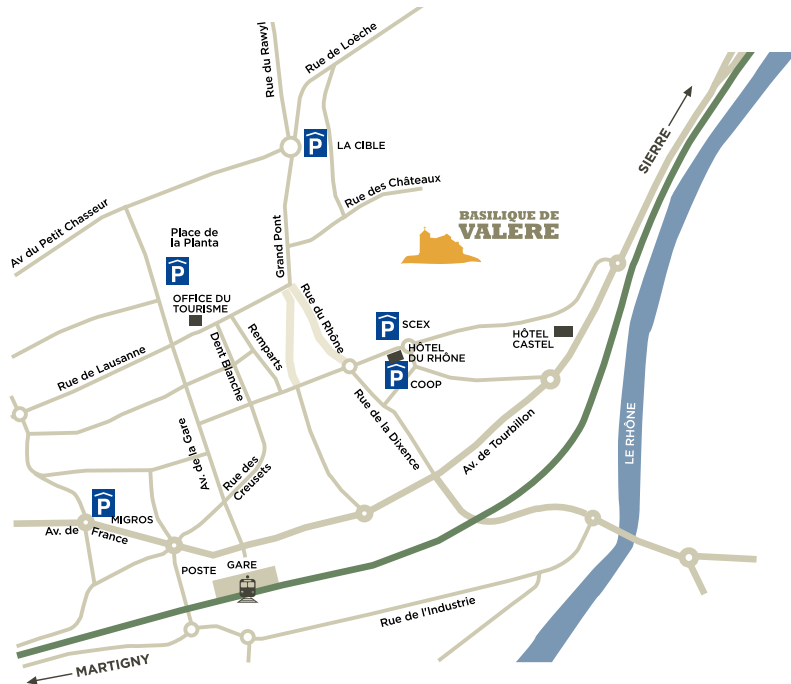 Rue du Rawyl
Rue de Loèche
P
LA CIBLE
SIERRE
Rue des Châteaux
Av du Petit Chasseur
Place de
la Planta
P
Grand Pont
BASILIQUE DE
VALÈRE
OFFICE DU
TOURISME
Rue du Rhône
P
SCEX
HÔTEL
CASTEL
HÔTEL
DU RHÔNE
P
COOP
Rue de Lausanne
Dent Blanche
Remparts
Rue de la Dixence
LE RHÔNE
Av. de Tourbillon
Av. de la Gare
Rue des
Creusets
P
MIGROS
Av. de France
POSTE
GARE
Rue de l'Industrie
MARTIGNY